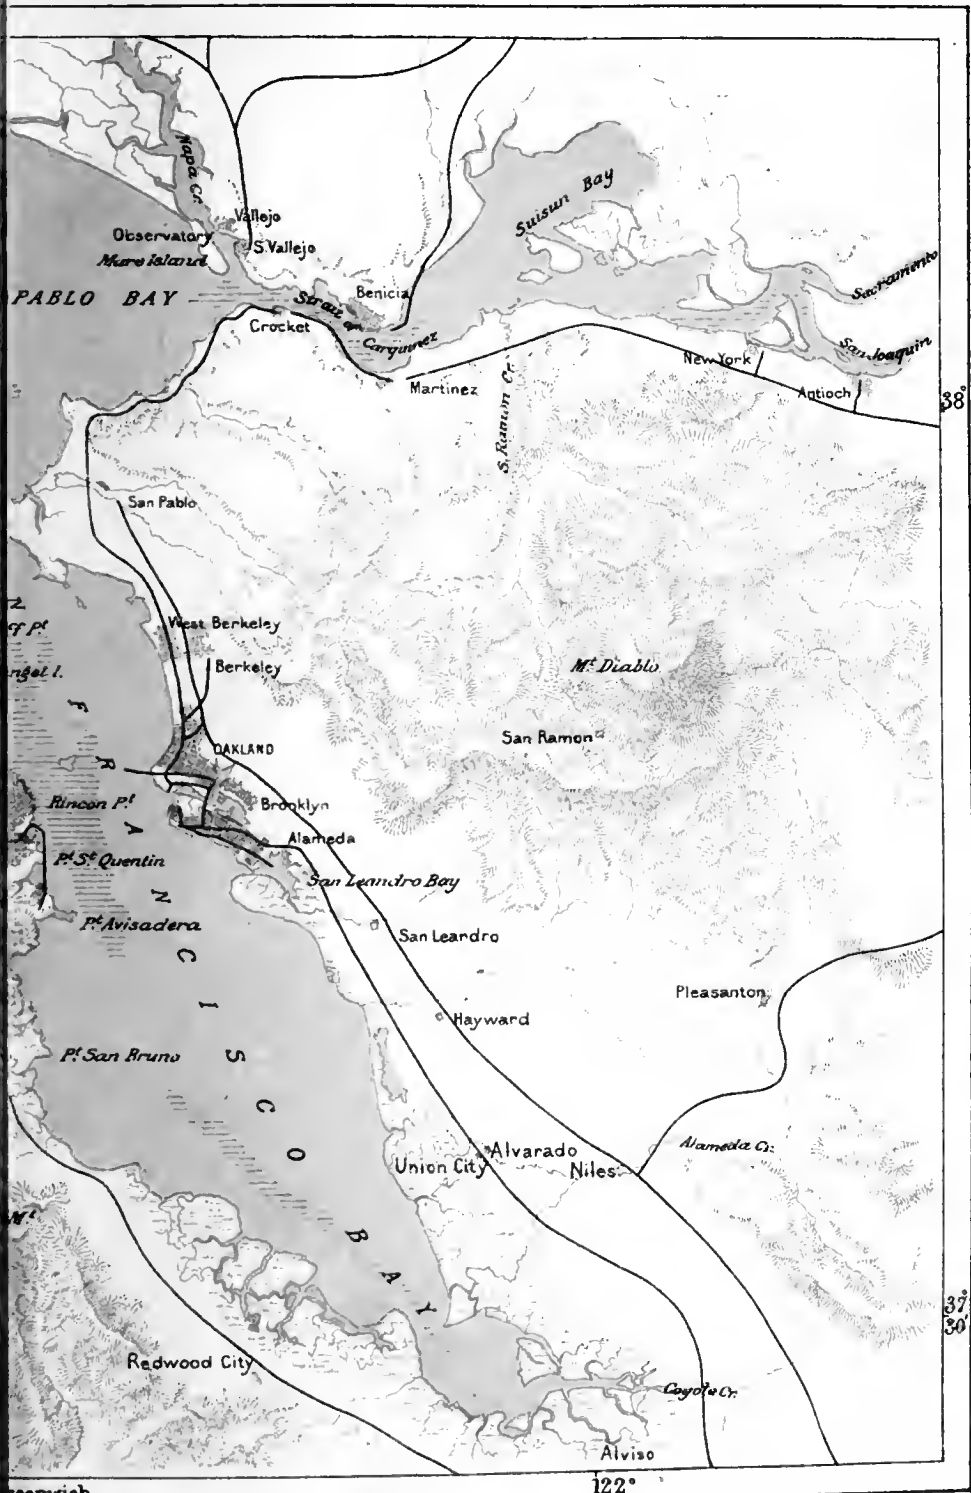 Napa Cr.
Suisun Bay
Vallejo
Observatory
S. Vallejo
Mare Island
Sacramento
PABLO BAY
Strait of Carquinez
Benicia
Crocket
San Joaquin
New York
Martinez
Antioch
38°
S. Ramon Cr.
San Pablo
West Berkeley
Berkeley
Mt. Diablo
ngel I.
San Ramon
OAKLAND
Rincon Pt.
Brooklyn
Alameda
Pt. St. Quentin
San Leandro Bay
Pt. Avisadera
San Leandro
Pleasanton
Hayward
FRANCISCO BAY
Pt. San Bruno
Alvarado
Alameda Cr.
Union City
Niles
Mt.
37°
30'
Redwood City
Coyote Cr.
Alviso
122°